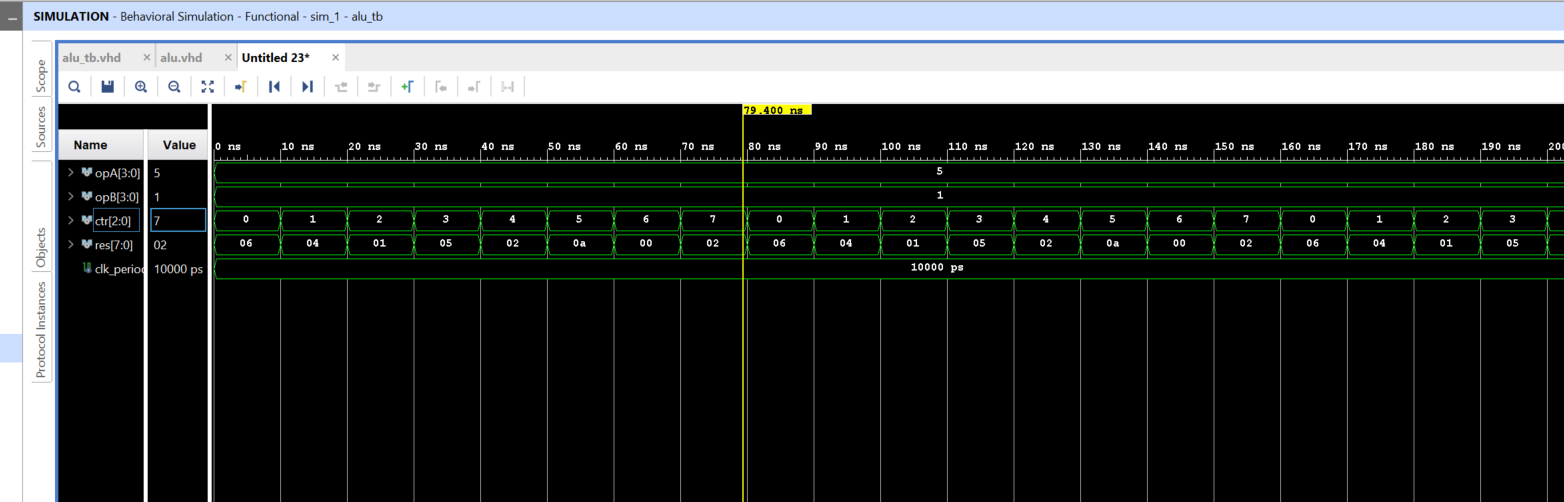 SIMULATION - Behavioral Simulation - Functional - sim_1 - alu_tb
Scope
Sources
Objects
Protocol Instances
alu_tb.vhd × alu.vhd × Untitled 23* ×
79.400 ns
Name Value
0 ns 10 ns 20 ns 30 ns 40 ns 50 ns 60 ns 70 ns 80 ns 90 ns 100 ns 110 ns 120 ns 130 ns 140 ns 150 ns 160 ns 170 ns 180 ns 190 ns 200
opA[3:0] 5 5
opB[3:0] 1 1
ctr[2:0] 7 0 1 2 3 4 5 6 7 0 1 2 3 4 5 6 7 0 1 2 3
res[7:0] 02 06 04 01 05 02 0a 00 02 06 04 01 05 02 0a 00 02 06 04 01 05
clk_period 10000 ps 10000 ps